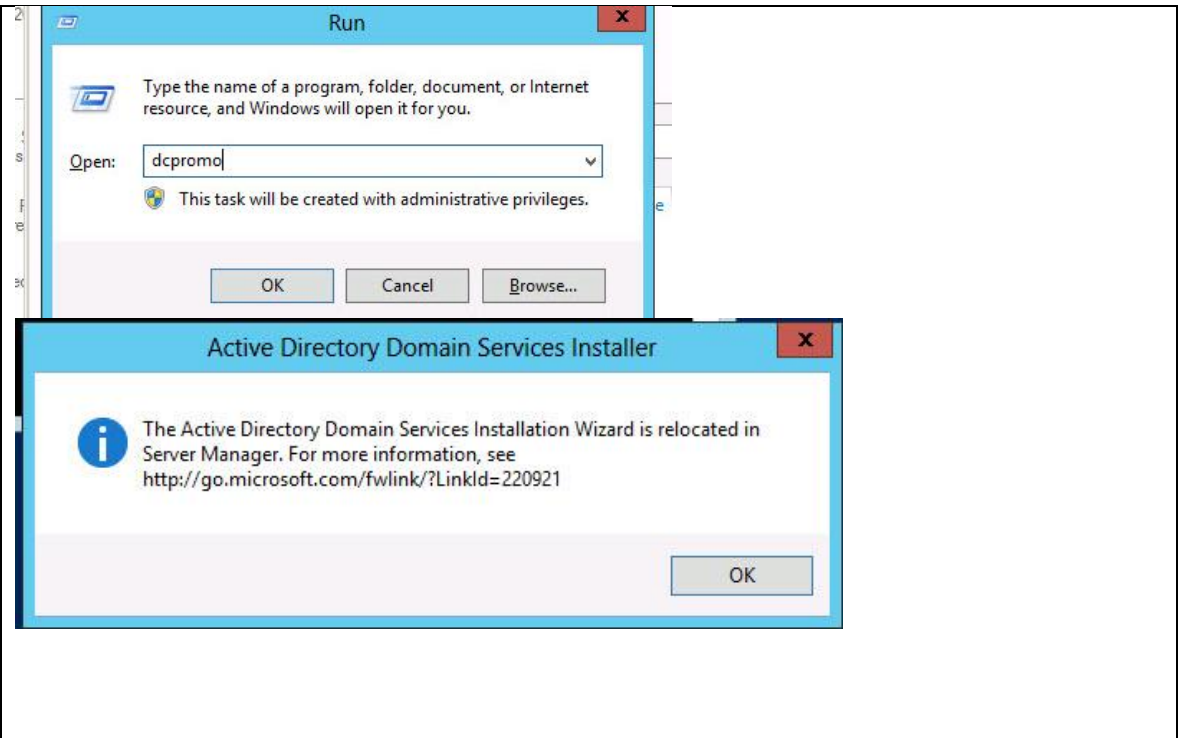 Run
x
Type the name of a program, folder, document, or Internet
resource, and Windows will open it for you.
Open:
dcpromo
This task will be created with administrative privileges.
OK
Cancel
Browse...
Active Directory Domain Services Installer
x
The Active Directory Domain Services Installation Wizard is relocated in
Server Manager. For more information, see
http://go.microsoft.com/fwlink/?LinkId=220921
OK